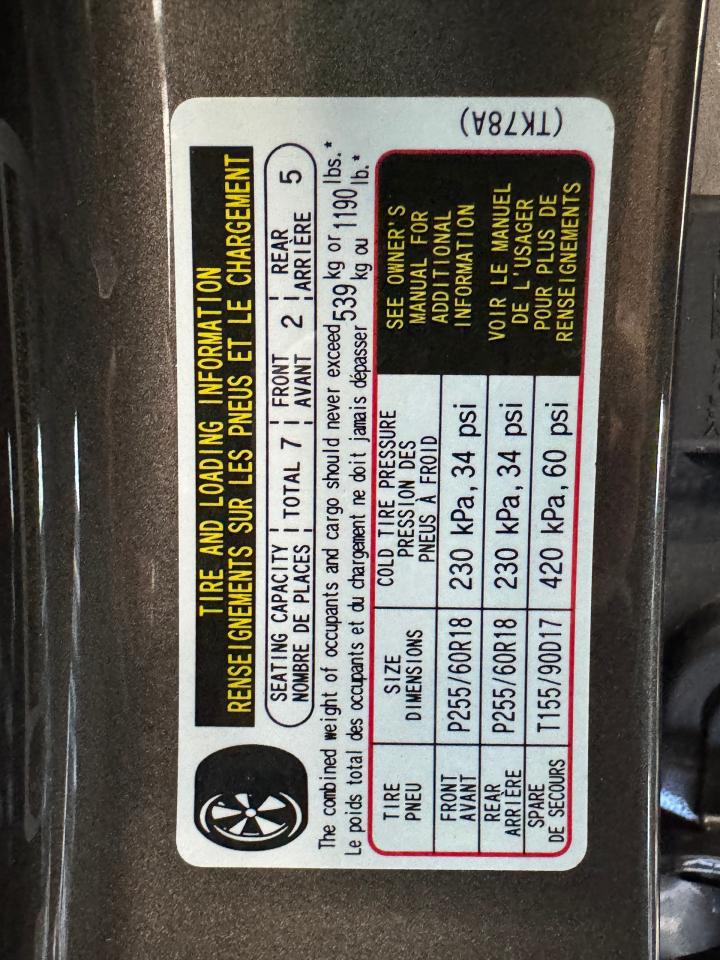 TIRE AND LOADING INFORMATION
RENSEIGNEMENTS SUR LES PNEUS ET LE CHARGEMENT
SEATING CAPACITY
NOMBRE DE PLACES
TOTAL 7
FRONT
AVANT
2
REAR
ARRIÈRE
5
The combined weight of occupants and cargo should never exceed 539 kg or 1190 lbs.*
Le poids total des occupants et du chargement ne doit jamais dépasser 539 kg ou 1190 lb.*
TIRE
PNEU
SIZE
DIMENSIONS
COLD TIRE PRESSURE
PRESSION DES
PNEUS À FROID
FRONT
AVANT
P255/60R18
230 kPa, 34 psi
REAR
ARRIÈRE
P255/60R18
230 kPa, 34 psi
SPARE
DE SECOURS
T155/90D17
420 kPa, 60 psi
SEE OWNER'S
MANUAL FOR
ADDITIONAL
INFORMATION
VOIR LE MANUEL
DE L'USAGER
POUR PLUS DE
RENSEIGNEMENTS
(TK78A)